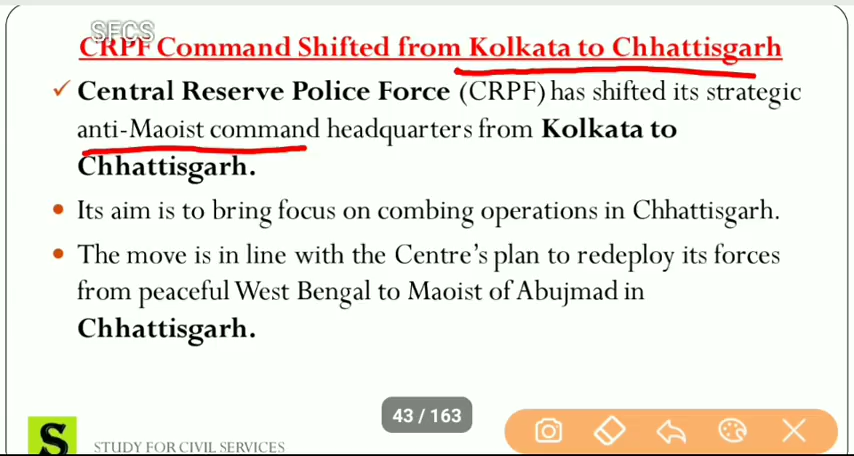 SFCS
CRPF Command Shifted from Kolkata to Chhattisgarh
Central Reserve Police Force (CRPF) has shifted its strategic
anti-Maoist command headquarters from Kolkata to
Chhattisgarh.
Its aim is to bring focus on combing operations in Chhattisgarh.
The move is in line with the Centre's plan to redeploy its forces
from peaceful West Bengal to Maoist of Abujmad in
Chhattisgarh.
43 / 163
S
STUDY FOR CIVIL SERVICES